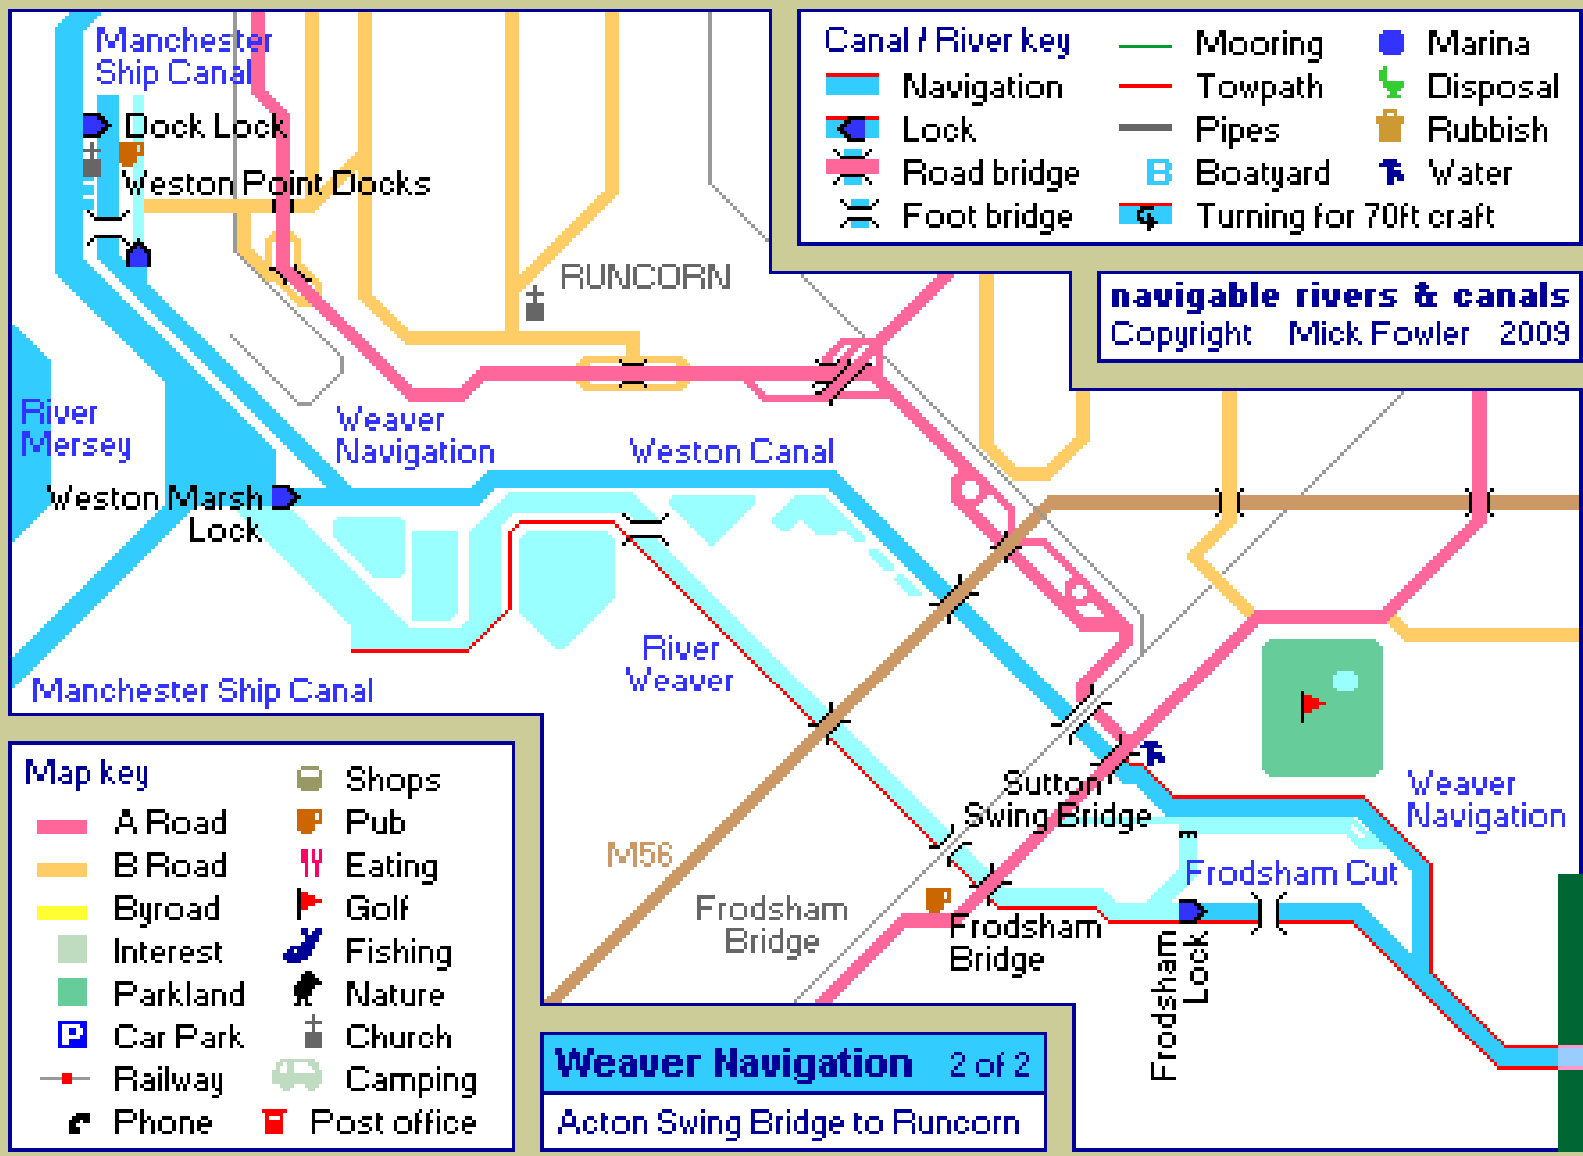 Manchester
Ship Canal
Dock Lock
Weston Point Docks
RUNCORN
River
Mersey
Weaver
Navigation
Weston Canal
Weston Marsh
Lock
River
Weaver
Manchester Ship Canal
Sutton
Swing Bridge
Weaver
Navigation
M56
Frodsham Cut
Frodsham
Bridge
Frodsham
Bridge
Frodsham
Lock
Canal / River key
Navigation
Lock
Road bridge
Foot bridge
Mooring
Towpath
Pipes
B Boatyard
Turning for 70ft craft
Marina
Disposal
Rubbish
Water
navigable rivers & canals
Copyright Mick Fowler 2009
Map key
A Road
B Road
Byroad
Interest
Parkland
P Car Park
Railway
Phone
Shops
Pub
Eating
Golf
Fishing
Nature
Church
Camping
Post office
Weaver Navigation 2 of 2
Acton Swing Bridge to Runcorn